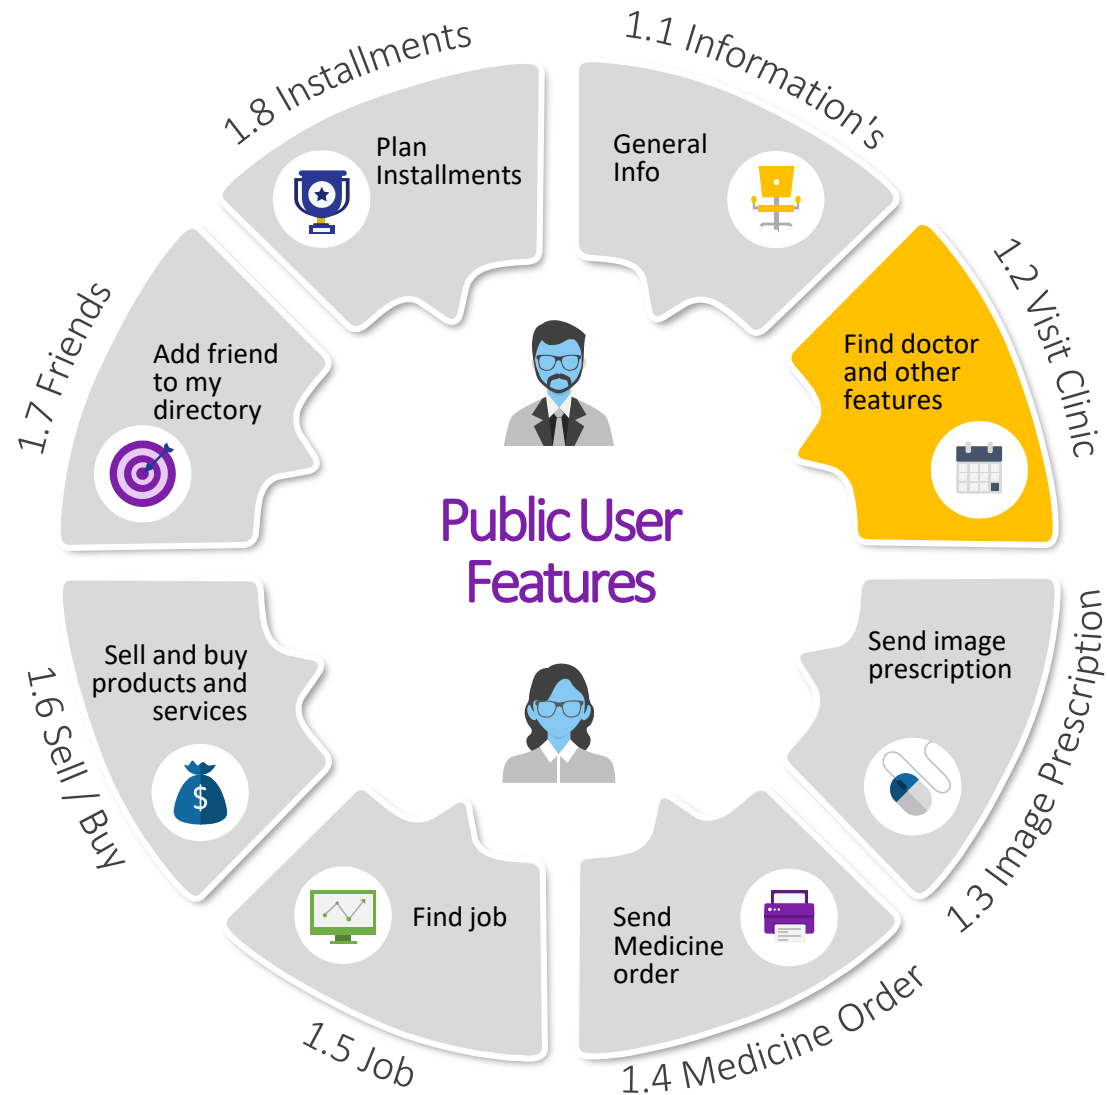 1.1 Information's
General
Info
1.2 Visit Clinic
Find doctor
and other
features
1.3 Image Prescription
Send image
prescription
1.4 Medicine Order
Send
Medicine
order
1.5 Job
Find job
1.6 Sell / Buy
Sell and buy
products and
services
$
1.7 Friends
Add friend
to my
directory
1.8 Installments
Plan
Installments
Public User
Features